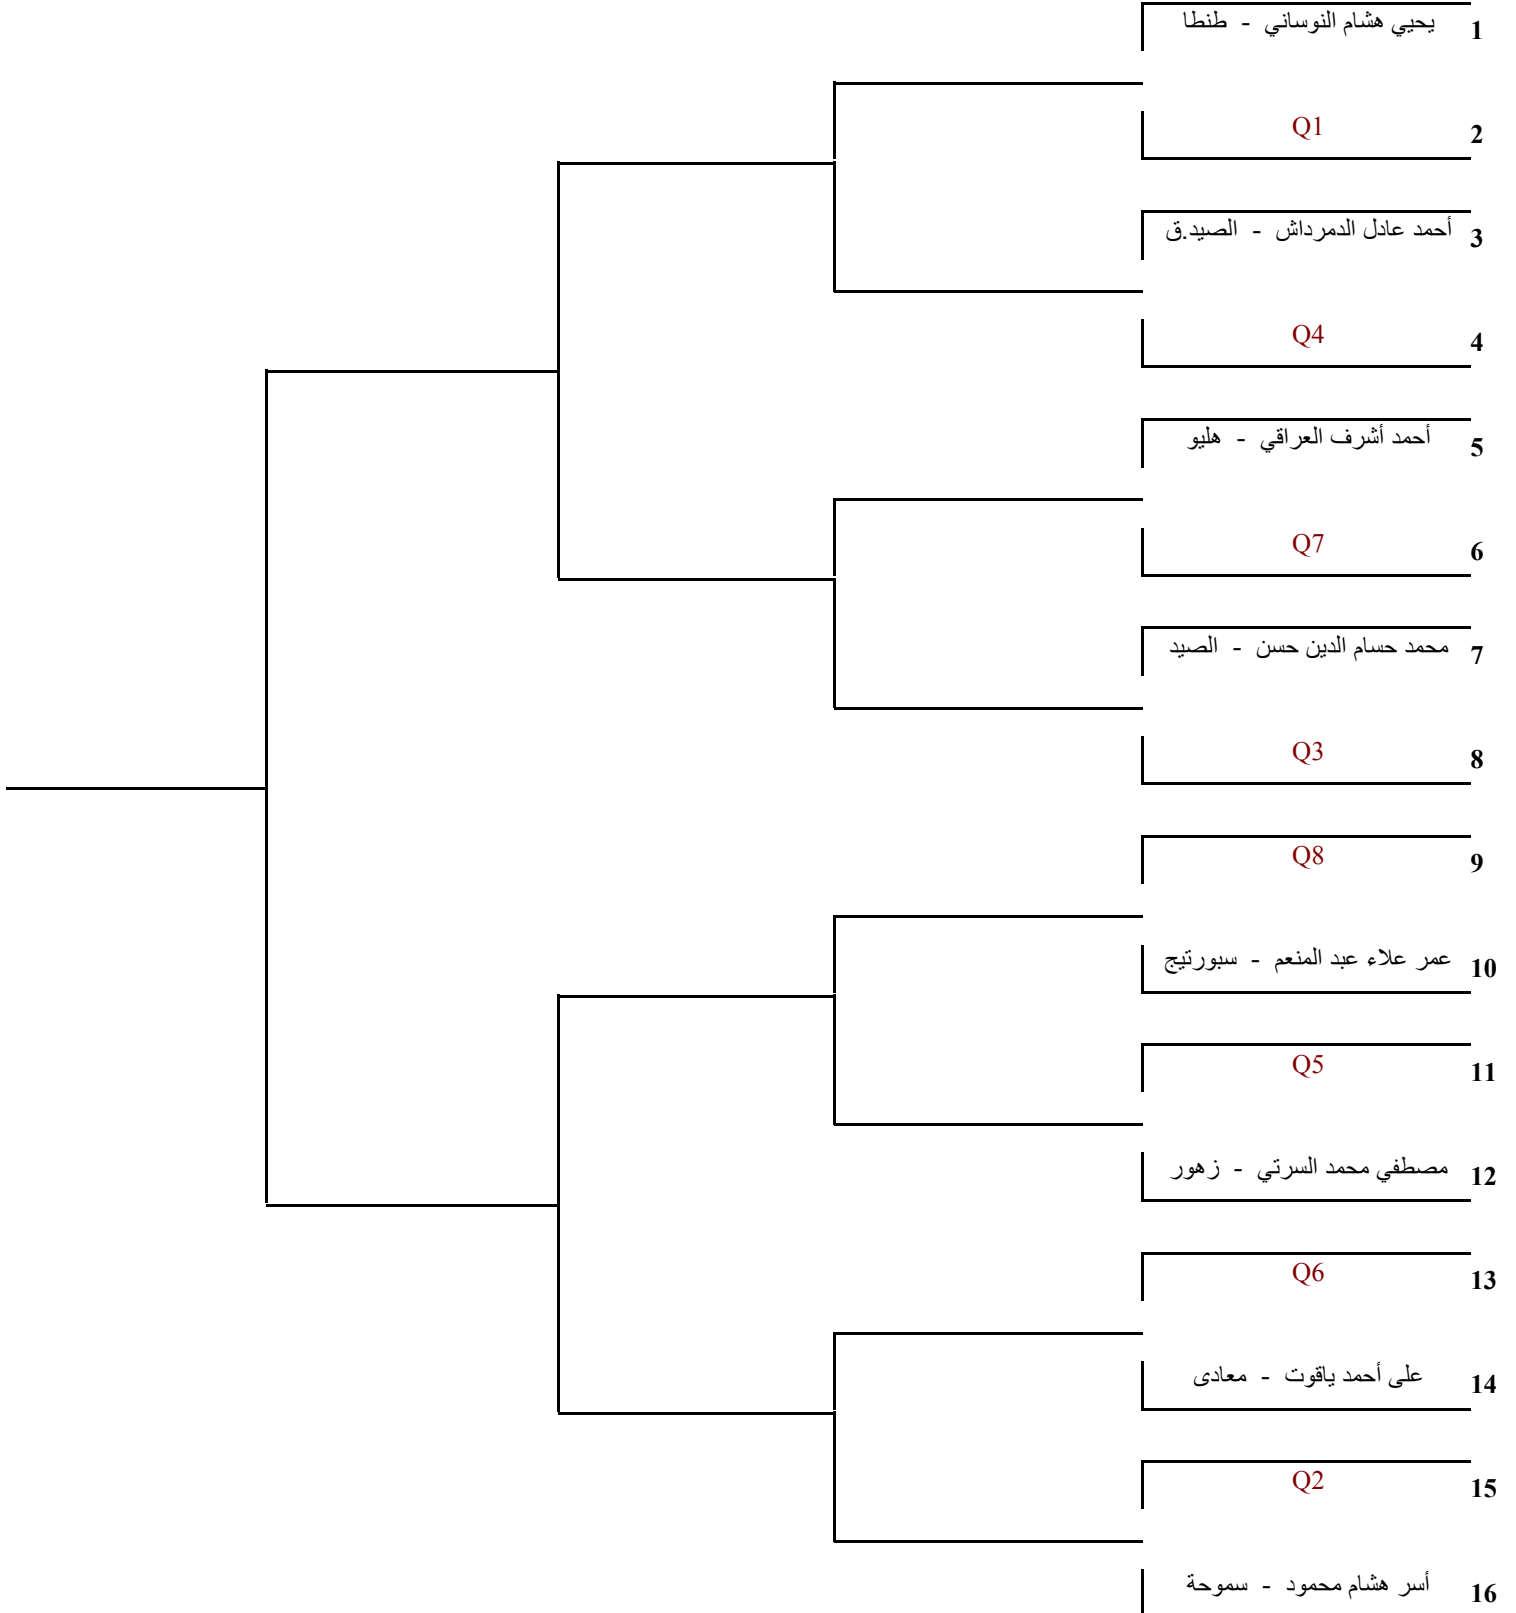 1 يحيي هشام النوساني - طنطا
2 Q1
3 أحمد عادل الدمرداش - الصيد.ق
4 Q4
5 أحمد أشرف العراقي - هليو
6 Q7
7 محمد حسام الدين حسن - الصيد
8 Q3
9 Q8
10 عمر علاء عبد المنعم - سبورتيج
11 Q5
12 مصطفي محمد السرتي - زهور
13 Q6
14 على أحمد ياقوت - معادى
15 Q2
16 أسر هشام محمود - سموحة